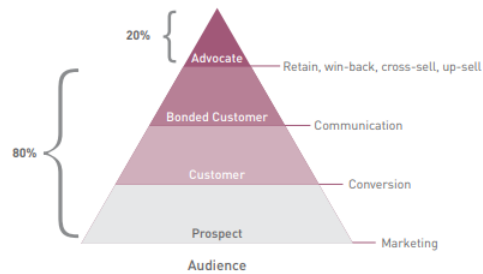 20%
Advocate
Retain, win-back, cross-sell, up-sell
Bonded Customer
Communication
80%
Customer
Conversion
Prospect
Marketing
Audience